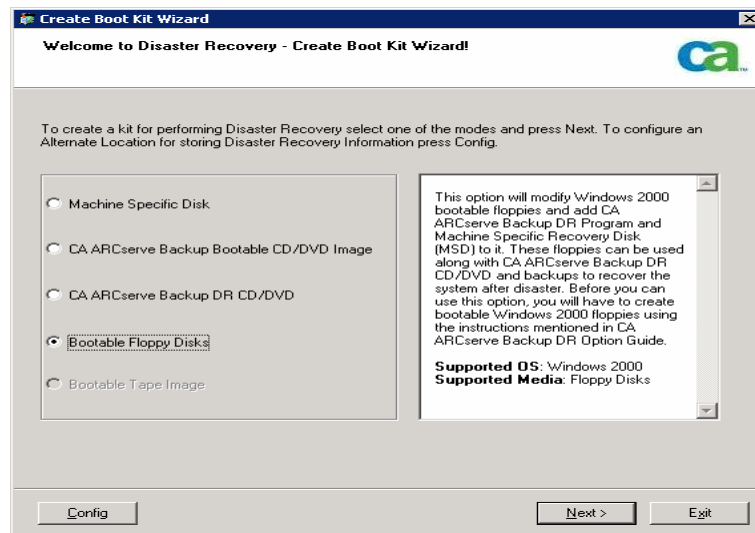 Create Boot Kit Wizard
Welcome to Disaster Recovery - Create Boot Kit Wizard!
ca
To create a kit for performing Disaster Recovery select one of the modes and press Next. To configure an
Alternate Location for storing Disaster Recovery Information press Config.
Machine Specific Disk
CA ARCserve Backup Bootable CD/DVD Image
CA ARCserve Backup DR CD/DVD
Bootable Floppy Disks
Bootable Tape Image
This option will modify Windows 2000
bootable floppies and add CA
ARCserve Backup DR Program and
Machine Specific Recovery Disk
(MSD) to it. These floppies can be used
along with CA ARCserve Backup DR
CD/DVD and backups to recover the
system after disaster. Before you can
use this option, you will have to create
bootable Windows 2000 floppies using
the instructions mentioned in CA
ARCserve Backup DR Option Guide.
Supported OS: Windows 2000
Supported Media: Floppy Disks
Config
Next >
Exit